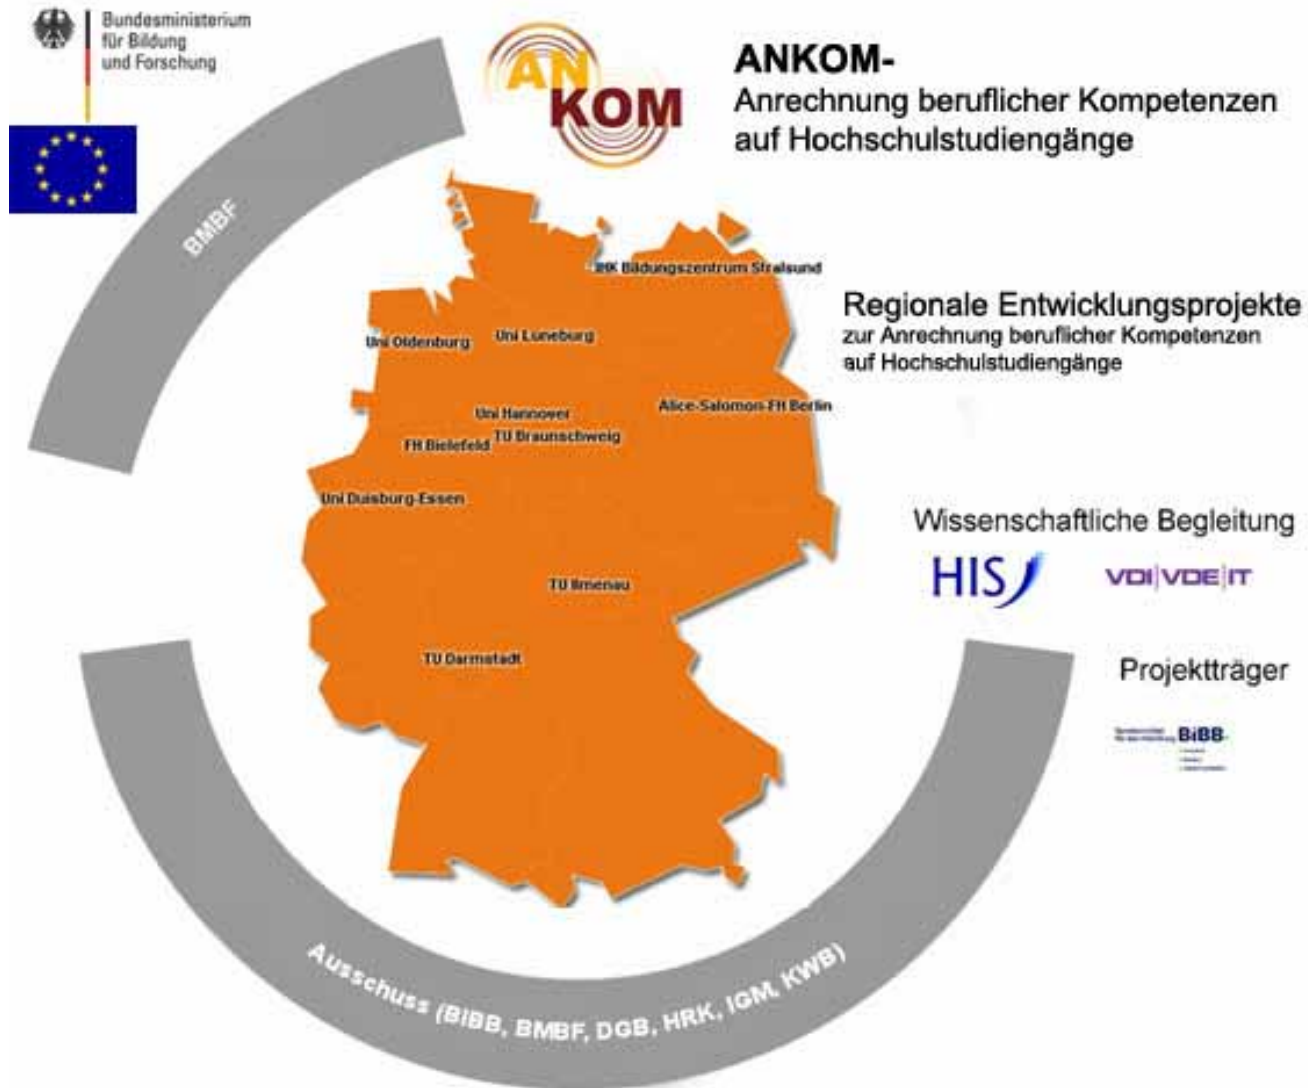 Bundesministerium
für Bildung
und Forschung
AN
KOM
ANKOM-
Anrechnung beruflicher Kompetenzen
auf Hochschulstudiengänge
BMBF
IHK Bildungszentrum Stralsund
Regionale Entwicklungsprojekte
zur Anrechnung beruflicher Kompetenzen
auf Hochschulstudiengänge
Uni Oldenburg
Uni Luneburg
Alice-Salomon-FH Berlin
Uni Hannover
TU Braunschweig
FH Bielefeld
Uni Duisburg-Essen
Wissenschaftliche Begleitung
HIS
VDI|VDE|IT
TU Ilmenau
TU Darmstadt
Projektträger
BiBB
Ausschuss (BIBB, BMBF, DGB, HRK, IGM, KWB)